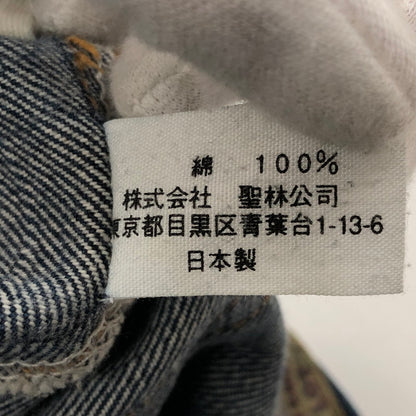 綿 100%
株式会社 聖林公司
東京都目黒区青葉台1-13-6
日本製